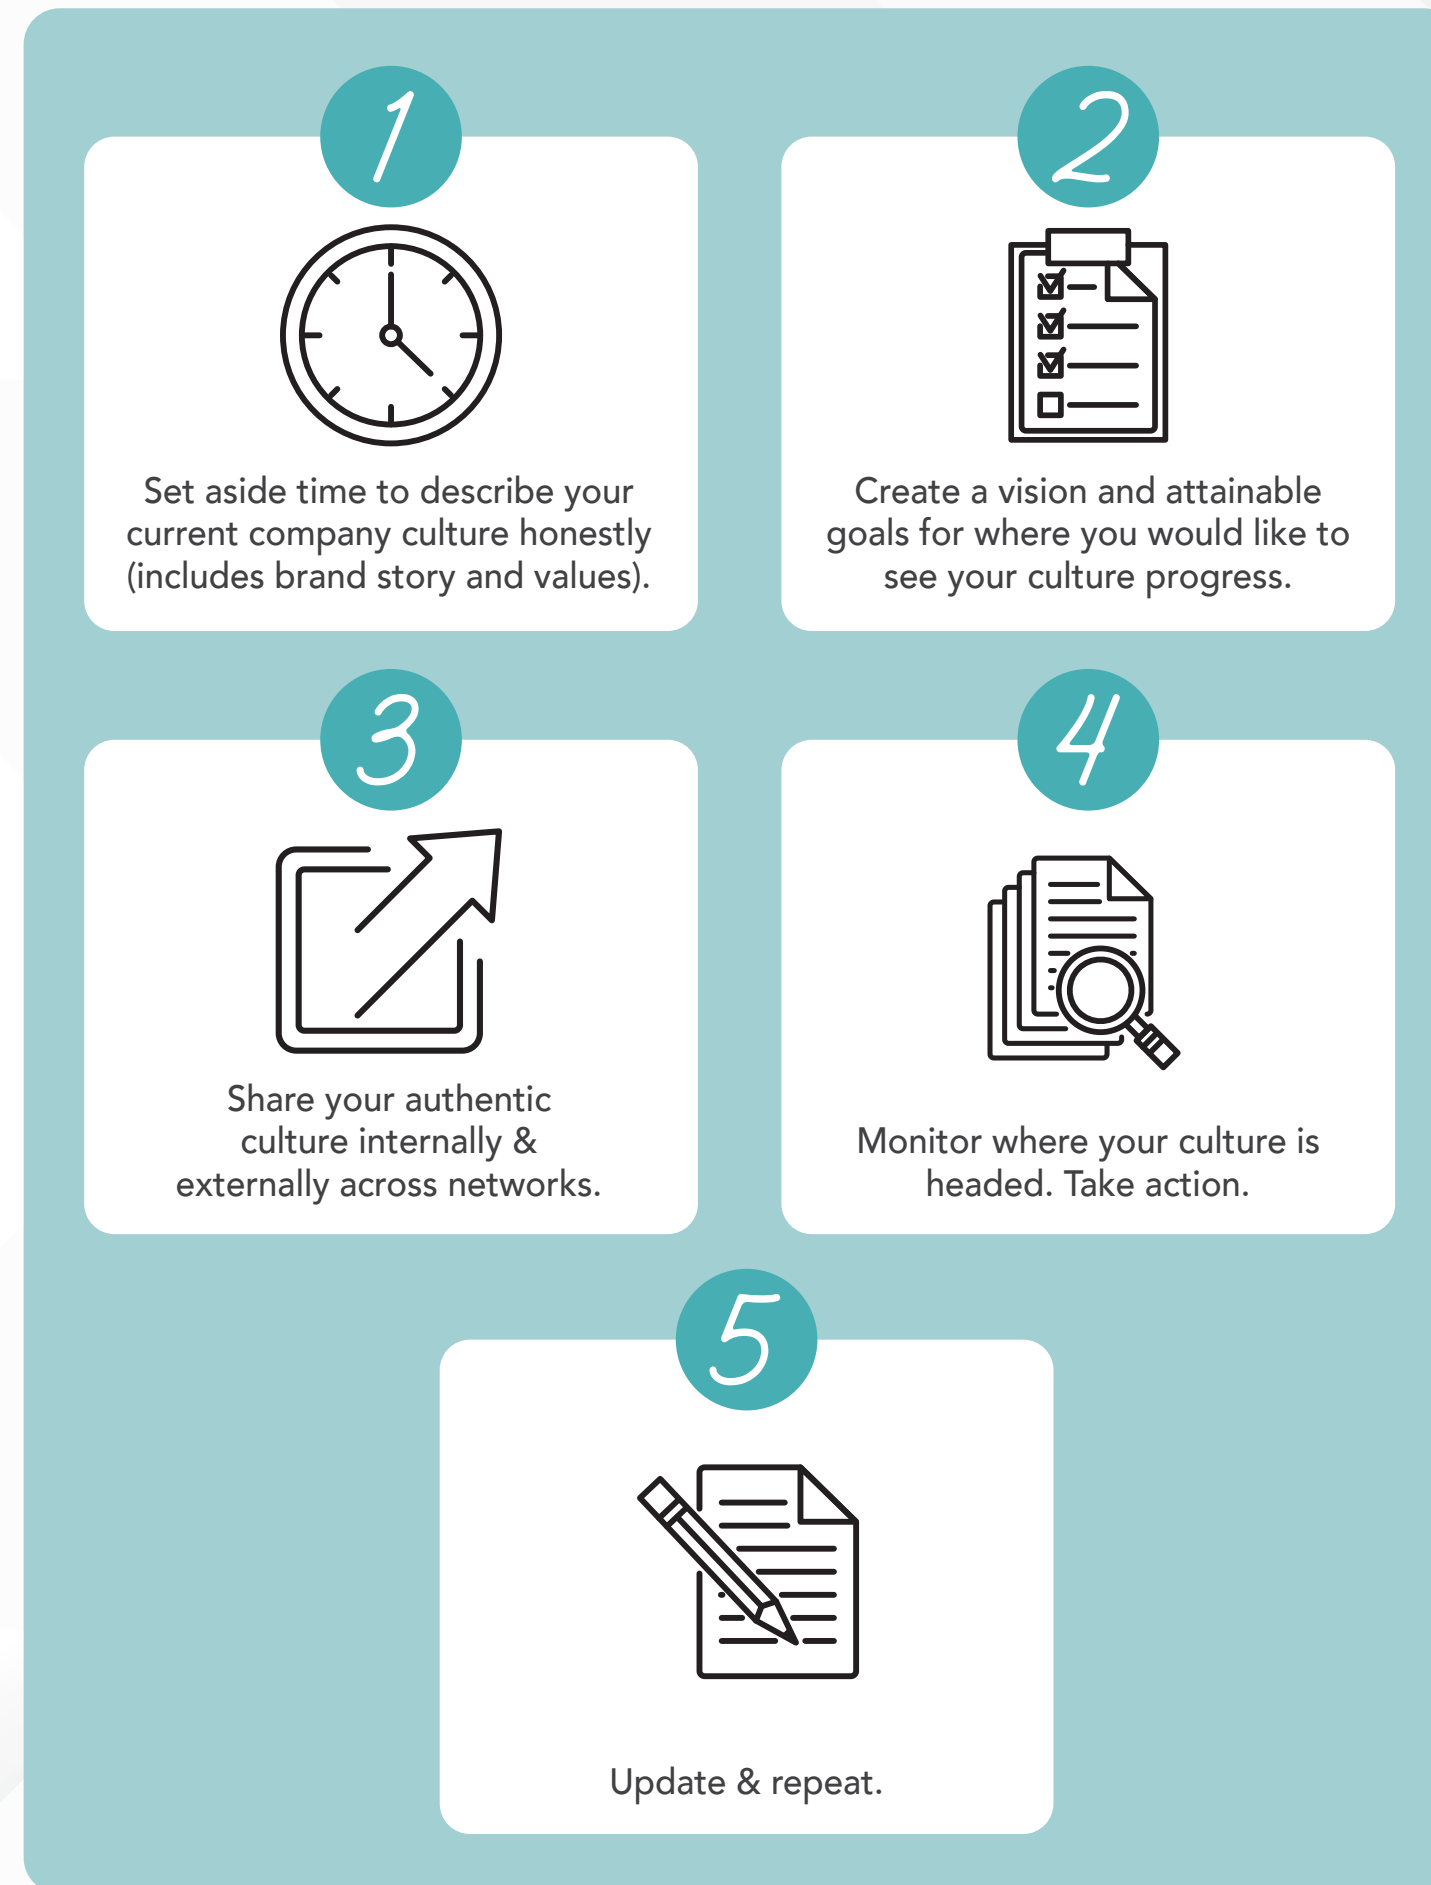 1
Set aside time to describe your
current company culture honestly
(includes brand story and values).
2
Create a vision and attainable
goals for where you would like to
see your culture progress.
3
Share your authentic
culture internally &
externally across networks.
4
Monitor where your culture is
headed. Take action.
5
Update & repeat.